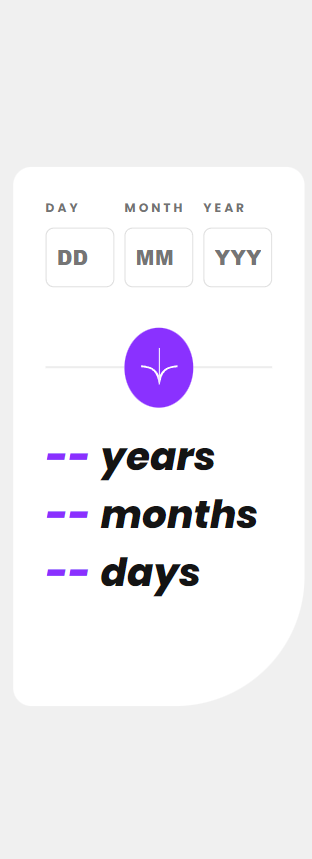 DAY MONTH YEAR
DD MM YYY
-- years
-- months
-- days